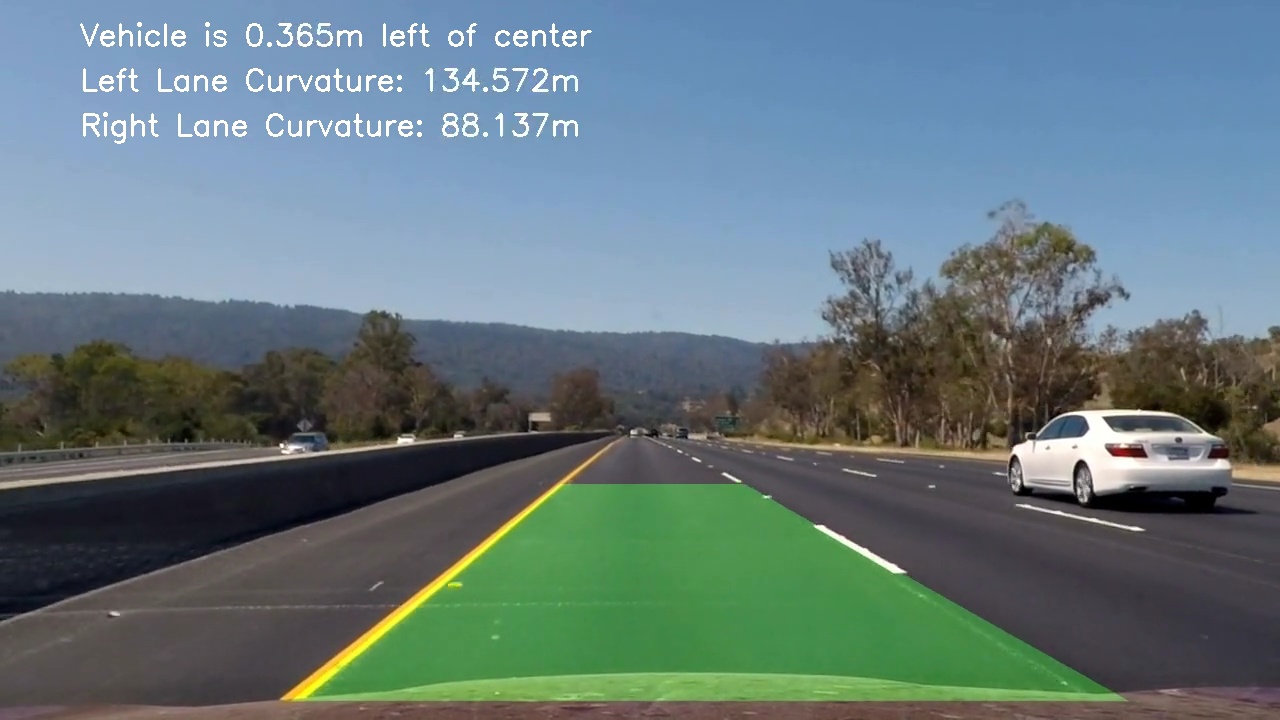 Vehicle is 0.365m left of center
Left Lane Curvature: 134.572m
Right Lane Curvature: 88.137m